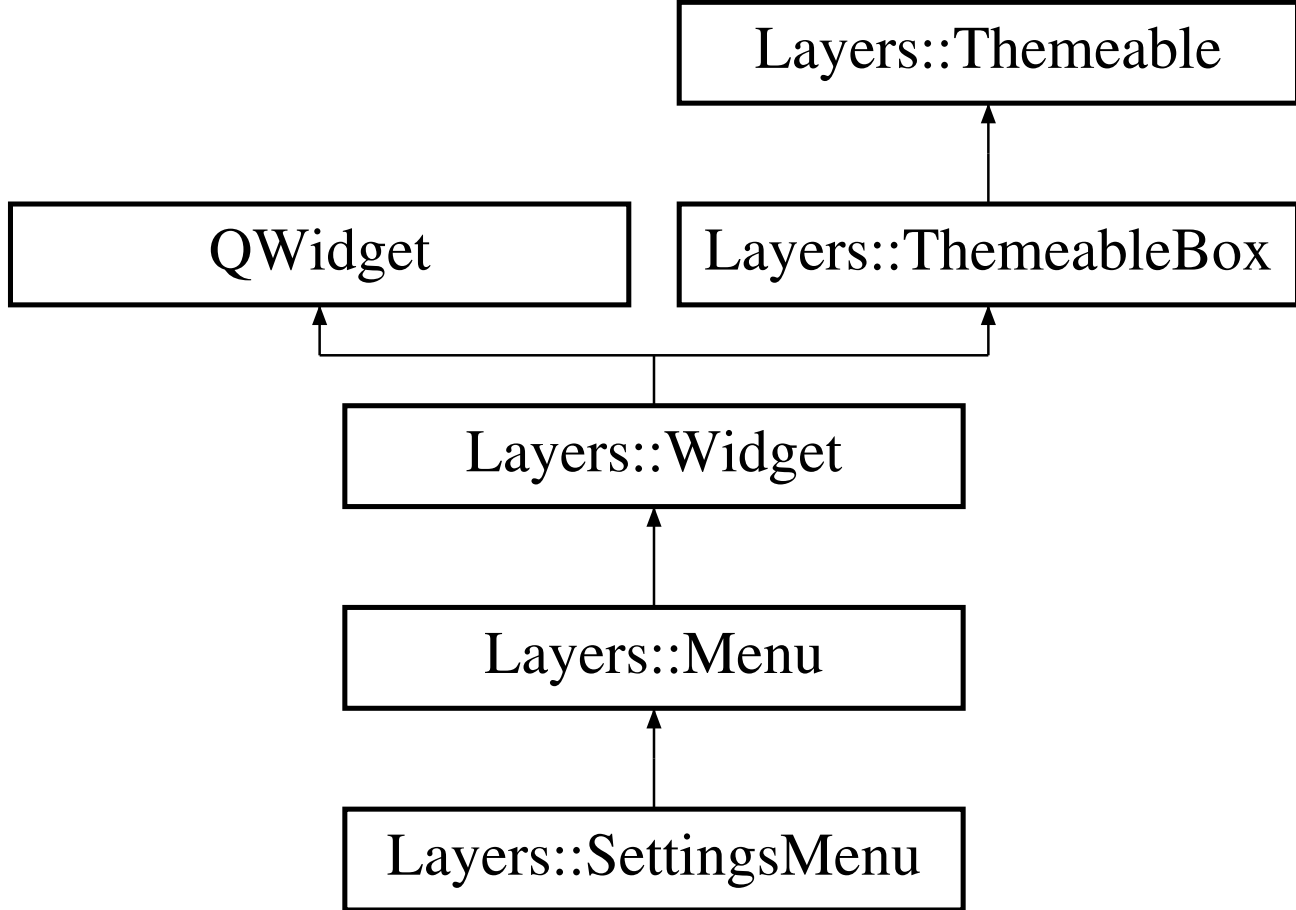 Layers::Themeable
QWidget
Layers::ThemeableBox
Layers::Widget
Layers::Menu
Layers::SettingsMenu